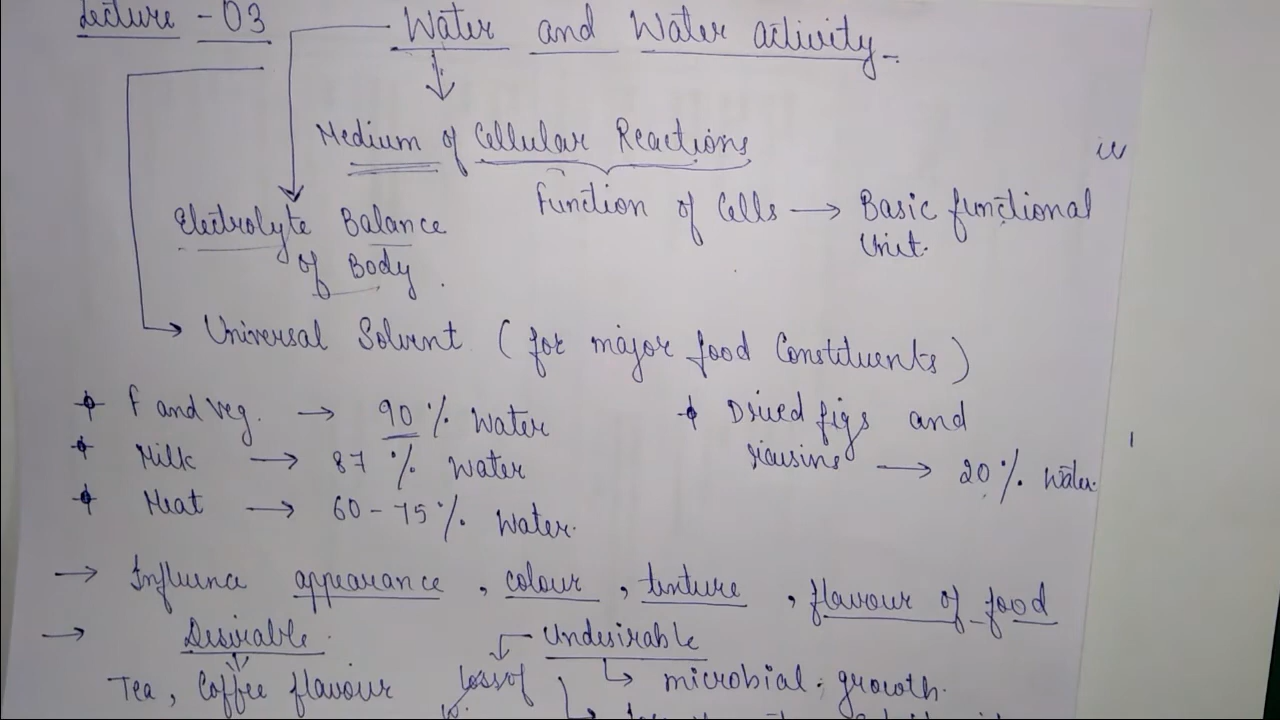 Lecture - 03
Water and Water activity -
Medium of Cellular Reactions
Function of Cells → Basic functional
Unit.
Electrolyte Balance
of Body.
→ Universal Solvent (for major food Constituents)
F and Veg. → 90 % Water
Milk → 87 % Water
Meat → 60 - 75 % Water.
Dried figs and
raisins → 20 % Water
→ Influence appearance, colour, texture, flavour of food
→ Desirable. Undesirable
Tea, Coffee flavour loss of microbial growth.